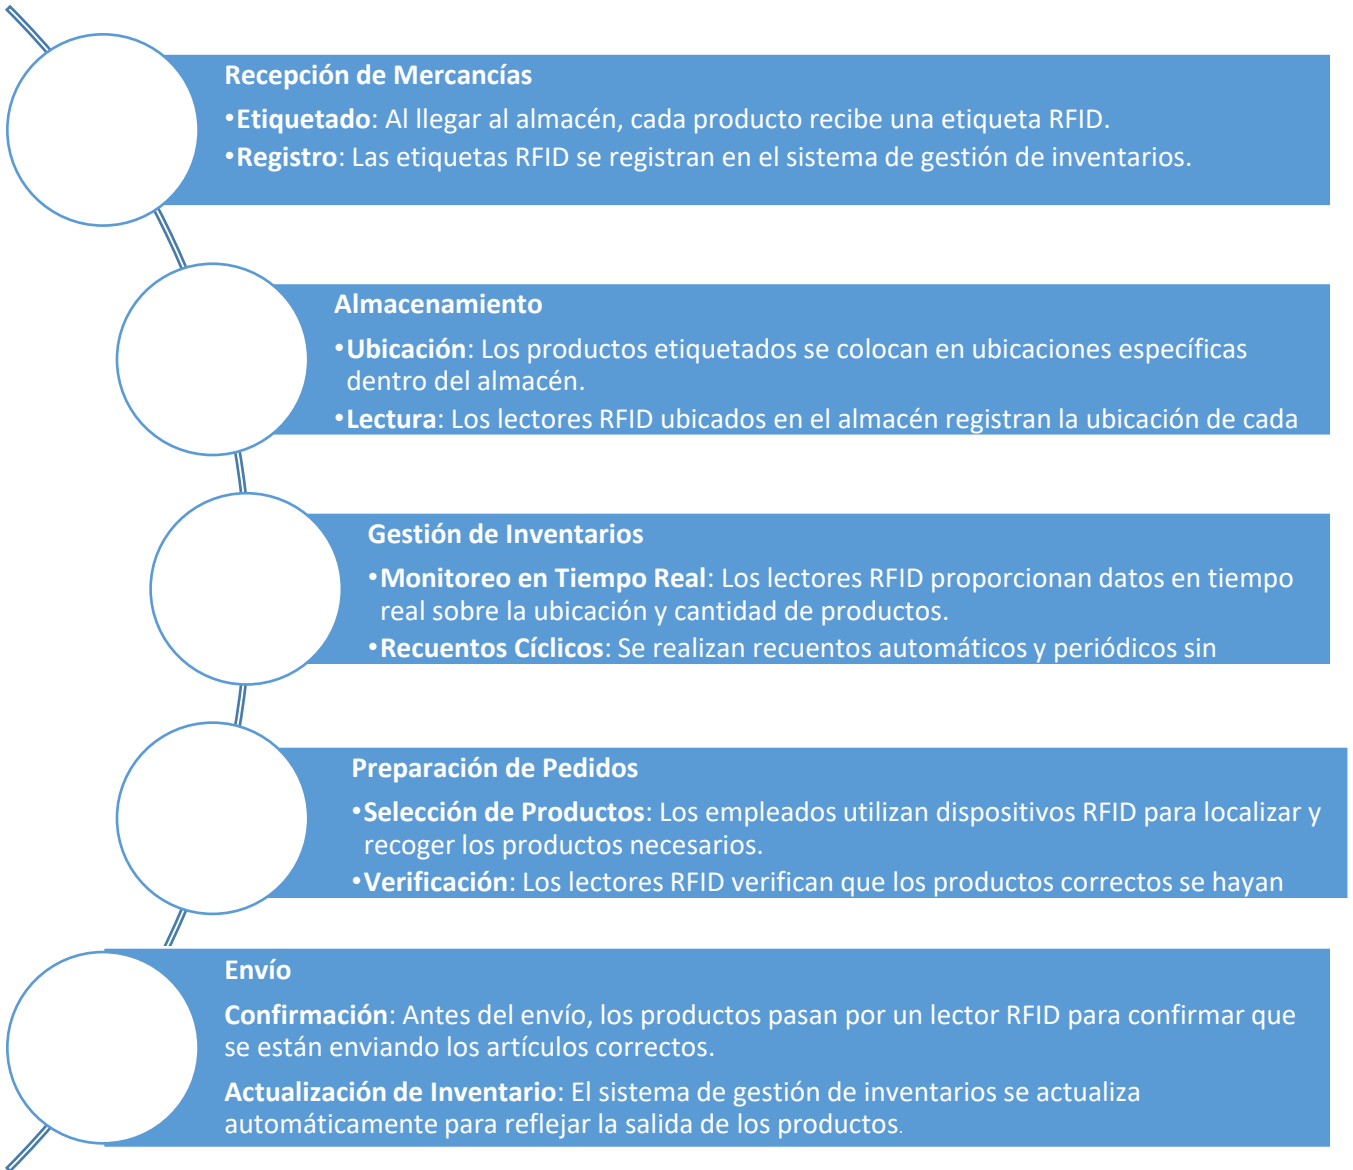 Recepción de Mercancías
•Etiquetado: Al llegar al almacén, cada producto recibe una etiqueta RFID.
•Registro: Las etiquetas RFID se registran en el sistema de gestión de inventarios.
Almacenamiento
•Ubicación: Los productos etiquetados se colocan en ubicaciones específicas
dentro del almacén.
•Lectura: Los lectores RFID ubicados en el almacén registran la ubicación de cada
Gestión de Inventarios
•Monitoreo en Tiempo Real: Los lectores RFID proporcionan datos en tiempo
real sobre la ubicación y cantidad de productos.
•Recuentos Cíclicos: Se realizan recuentos automáticos y periódicos sin
Preparación de Pedidos
•Selección de Productos: Los empleados utilizan dispositivos RFID para localizar y
recoger los productos necesarios.
•Verificación: Los lectores RFID verifican que los productos correctos se hayan
Envío
Confirmación: Antes del envío, los productos pasan por un lector RFID para confirmar que
se están enviando los artículos correctos.
Actualización de Inventario: El sistema de gestión de inventarios se actualiza
automáticamente para reflejar la salida de los productos.